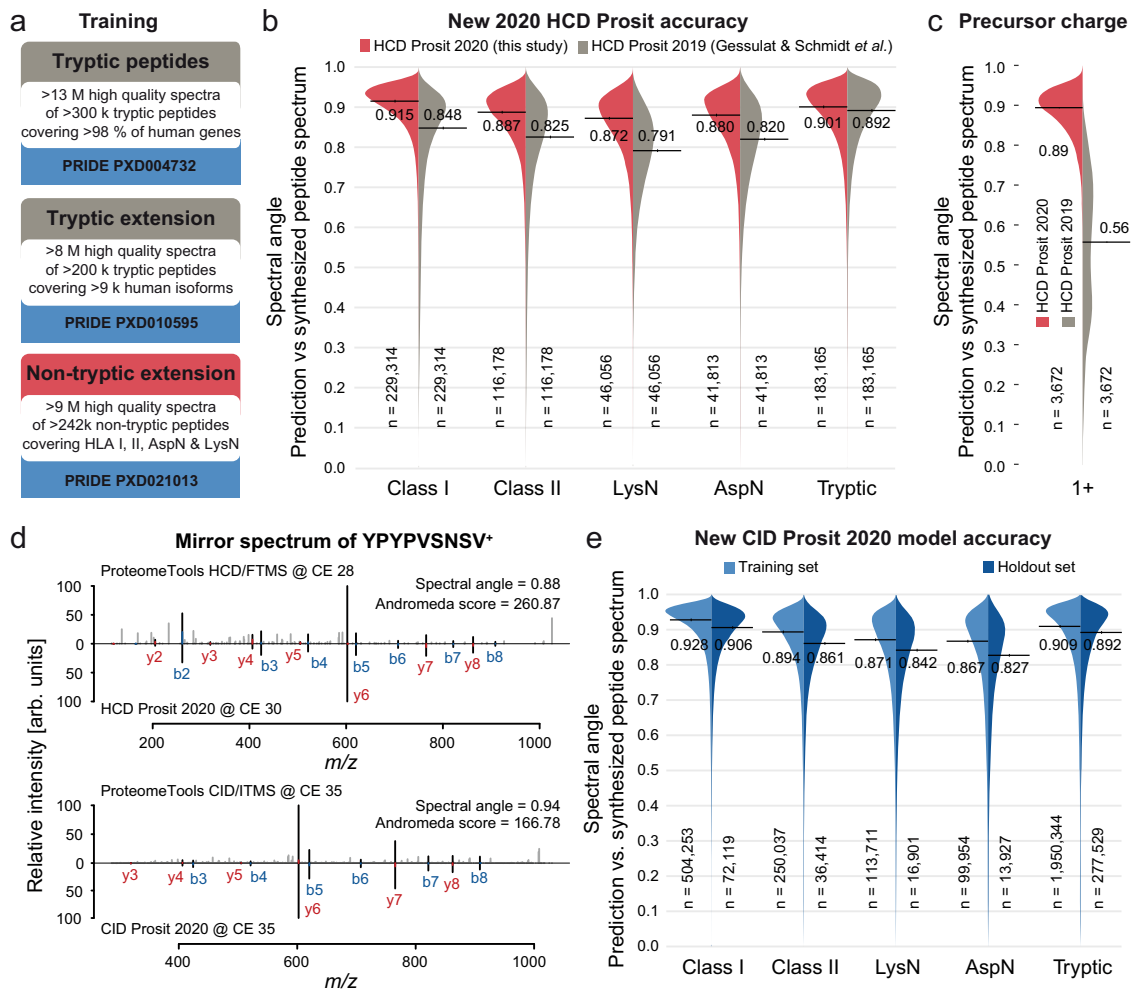 a
Training
Tryptic peptides
>13 M high quality spectra
of >300 k tryptic peptides
covering >98 % of human genes
PRIDE PXD004732
Tryptic extension
>8 M high quality spectra
of >200 k tryptic peptides
covering >9 k human isoforms
PRIDE PXD010595
Non-tryptic extension
>9 M high quality spectra
of >242k non-tryptic peptides
covering HLA I, II, AspN & LysN
PRIDE PXD021013
b
New 2020 HCD Prosit accuracy
HCD Prosit 2020 (this study) HCD Prosit 2019 (Gessulat & Schmidt et al.)
Spectral angle
Prediction vs synthesized peptide spectrum
1.0
0.9
0.8
0.7
0.6
0.5
0.4
0.3
0.2
0.1
0.0
0.915 0.848
0.887 0.825
0.872 0.791
0.880 0.820
0.901 0.892
n = 229,314
n = 229,314
n = 116,178
n = 116,178
n = 46,056
n = 46,056
n = 41,813
n = 41,813
n = 183,165
n = 183,165
Class I Class II LysN AspN Tryptic
c
Precursor charge
Spectral angle
Prediction vs synthesized peptide spectrum
1.0
0.9
0.8
0.7
0.6
0.5
0.4
0.3
0.2
0.1
0.0
0.89
0.56
HCD Prosit 2020
HCD Prosit 2019
n = 3,672
n = 3,672
1+
d
Mirror spectrum of YPYPVSNSV+
Relative intensity [arb. units]
ProteomeTools HCD/FTMS @ CE 28
Spectral angle = 0.88
Andromeda score = 260.87
100
50
0
50
100
y2
b2
y3
y4
b3
y5
b4
b5
y6
b6
y7
b7
y8
b8
HCD Prosit 2020 @ CE 30
200 400 600 800 1000
m/z
ProteomeTools CID/ITMS @ CE 35
Spectral angle = 0.94
Andromeda score = 166.78
100
50
0
50
100
y3
y4
b3
y5
b4
b5
y6
b6
y7
b7
y8
b8
CID Prosit 2020 @ CE 35
400 600 800 1000
m/z
e
New CID Prosit 2020 model accuracy
Training set Holdout set
Spectral angle
Prediction vs. synthesized peptide spectrum
1.0
0.9
0.8
0.7
0.6
0.5
0.4
0.3
0.2
0.1
0.0
0.928 0.906
0.894 0.861
0.871 0.842
0.867 0.827
0.909 0.892
n = 504,253
n = 72,119
n = 250,037
n = 36,414
n = 113,711
n = 16,901
n = 99,954
n = 13,927
n = 1,950,344
n = 277,529
Class I Class II LysN AspN Tryptic